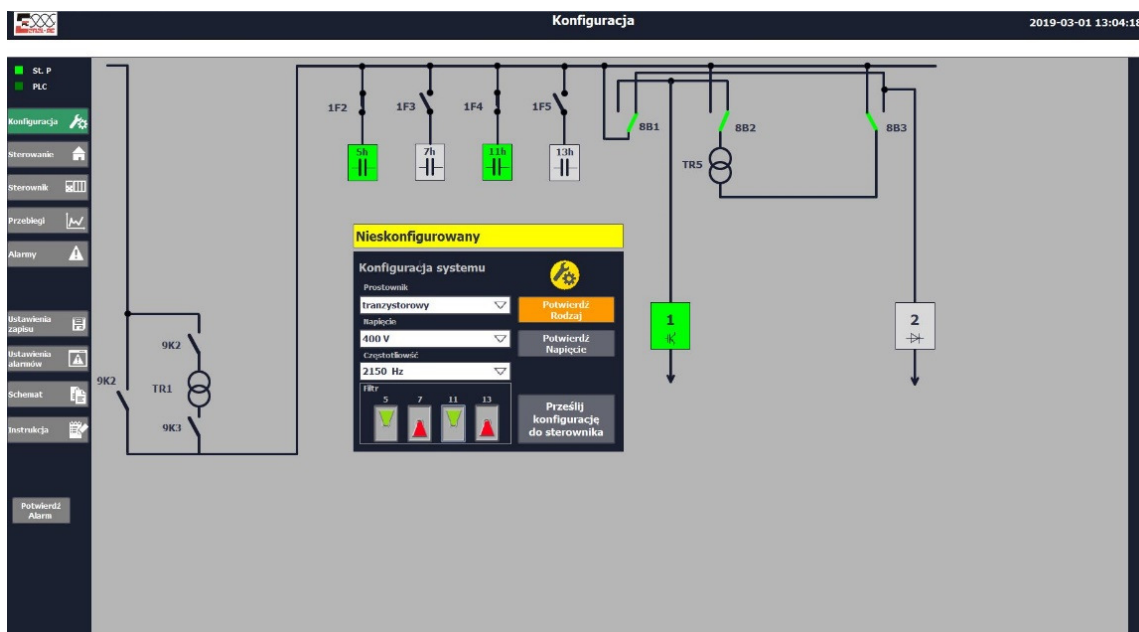 Konfiguracja
2019-03-01 13:04:18
St. P
PLC
Konfiguracja
Sterowanie
Sterownik
Przebiegi
Alarmy
Ustawienia
zapisu
Ustawienia
alarmów
Schemat
Instrukcja
Potwierdź
Alarm
1F2
1F3
1F4
1F5
5h
7h
11h
13h
8B1
8B2
8B3
TR5
9K2
9K2
TR1
9K3
Nieskonfigurowany
Konfiguracja systemu
Prostownik
tranzystorowy
Potwierdź
Rodzaj
Napięcie
400 V
Potwierdź
Napięcie
Częstotliwość
2150 Hz
Filtr
5 7 11 13
Prześlij
konfigurację
do sterownika
1
2